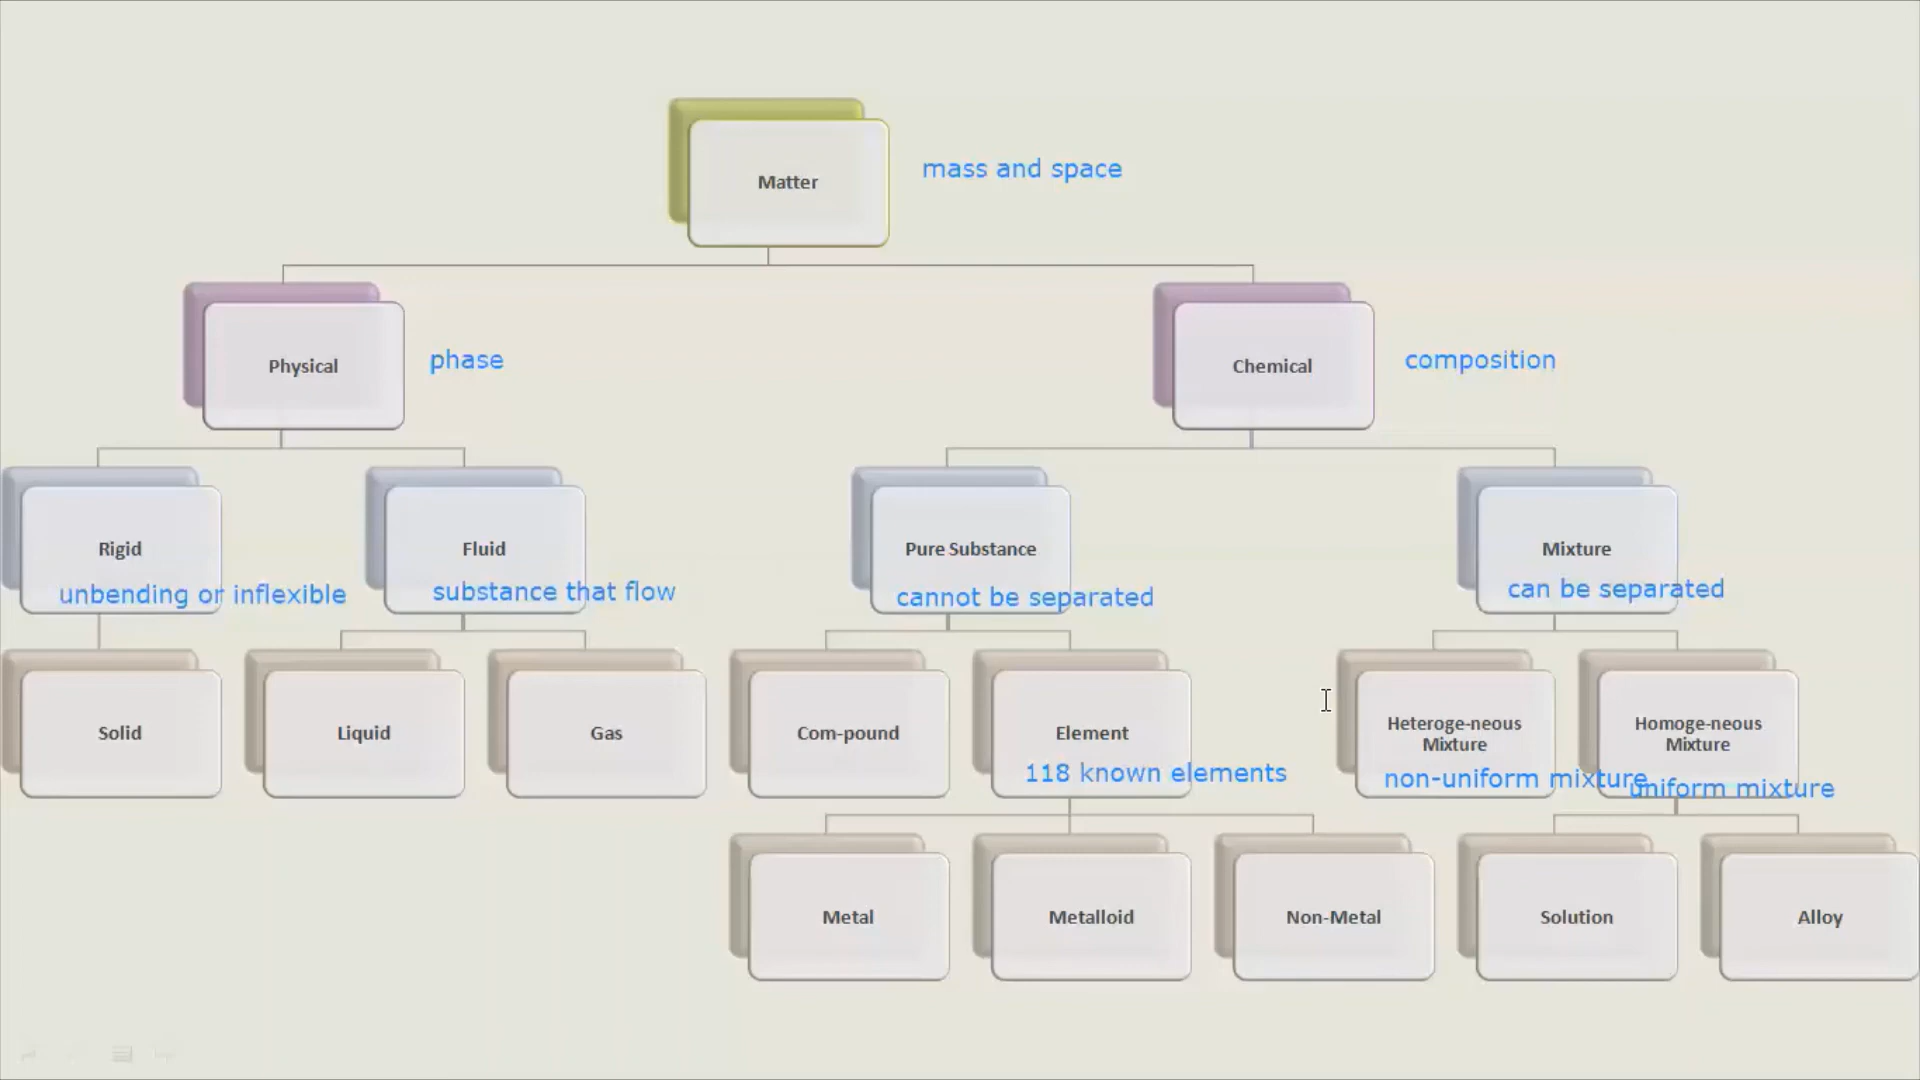 Matter
mass and space
Physical
phase
Chemical
composition
Rigid
unbending or inflexible
Fluid
substance that flow
Pure Substance
cannot be separated
Mixture
can be separated
Solid
Liquid
Gas
Com-pound
Element
118 known elements
Heteroge-neous
Mixture
non-uniform mixture
Homoge-neous
Mixture
uniform mixture
Metal
Metalloid
Non-Metal
Solution
Alloy